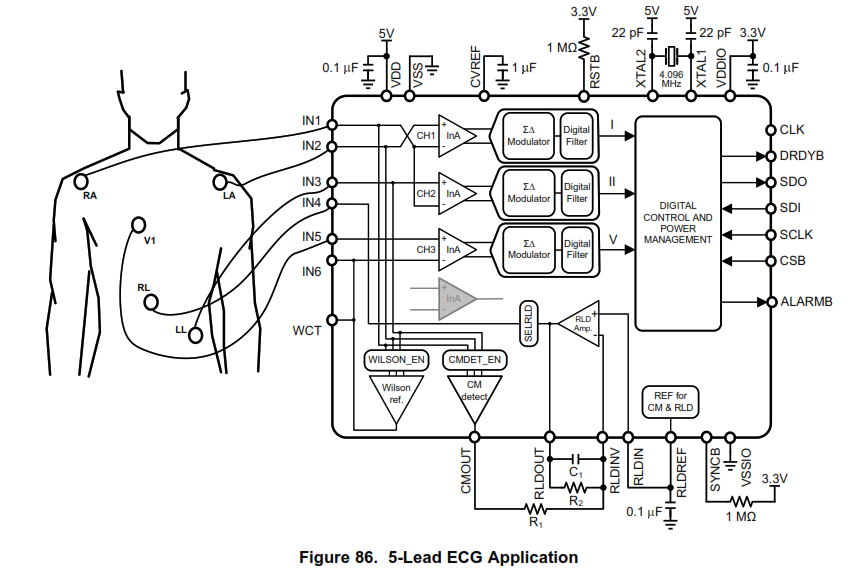 3.3V
5V
5V
5V
22 pF
22 pF
3.3V
1 MΩ
0.1 µF
1 µF
4.096
MHz
0.1 µF
VDD
VSS
CVREF
RSTB
XTAL2
XTAL1
VDDIO
IN1
IN2
IN3
IN4
IN5
IN6
WCT
RA
LA
V1
RL
LL
CH1
+
-
InA
ΣΔ
Modulator
Digital
Filter
I
CH2
+
-
InA
ΣΔ
Modulator
Digital
Filter
II
CH3
+
-
InA
ΣΔ
Modulator
Digital
Filter
V
InA
DIGITAL
CONTROL AND
POWER
MANAGEMENT
CLK
DRDYB
SDO
SDI
SCLK
CSB
ALARMB
SELRLD
RLD
Amp.
+
-
WILSON_EN
CMDET_EN
Wilson
ref.
CM
detect
REF for
CM & RLD
CMOUT
RLDOUT
RLDINV
RLDIN
RLDREF
SYNCB
VSSIO
C1
R2
R1
0.1 µF
3.3V
1 MΩ
Figure 86. 5-Lead ECG Application